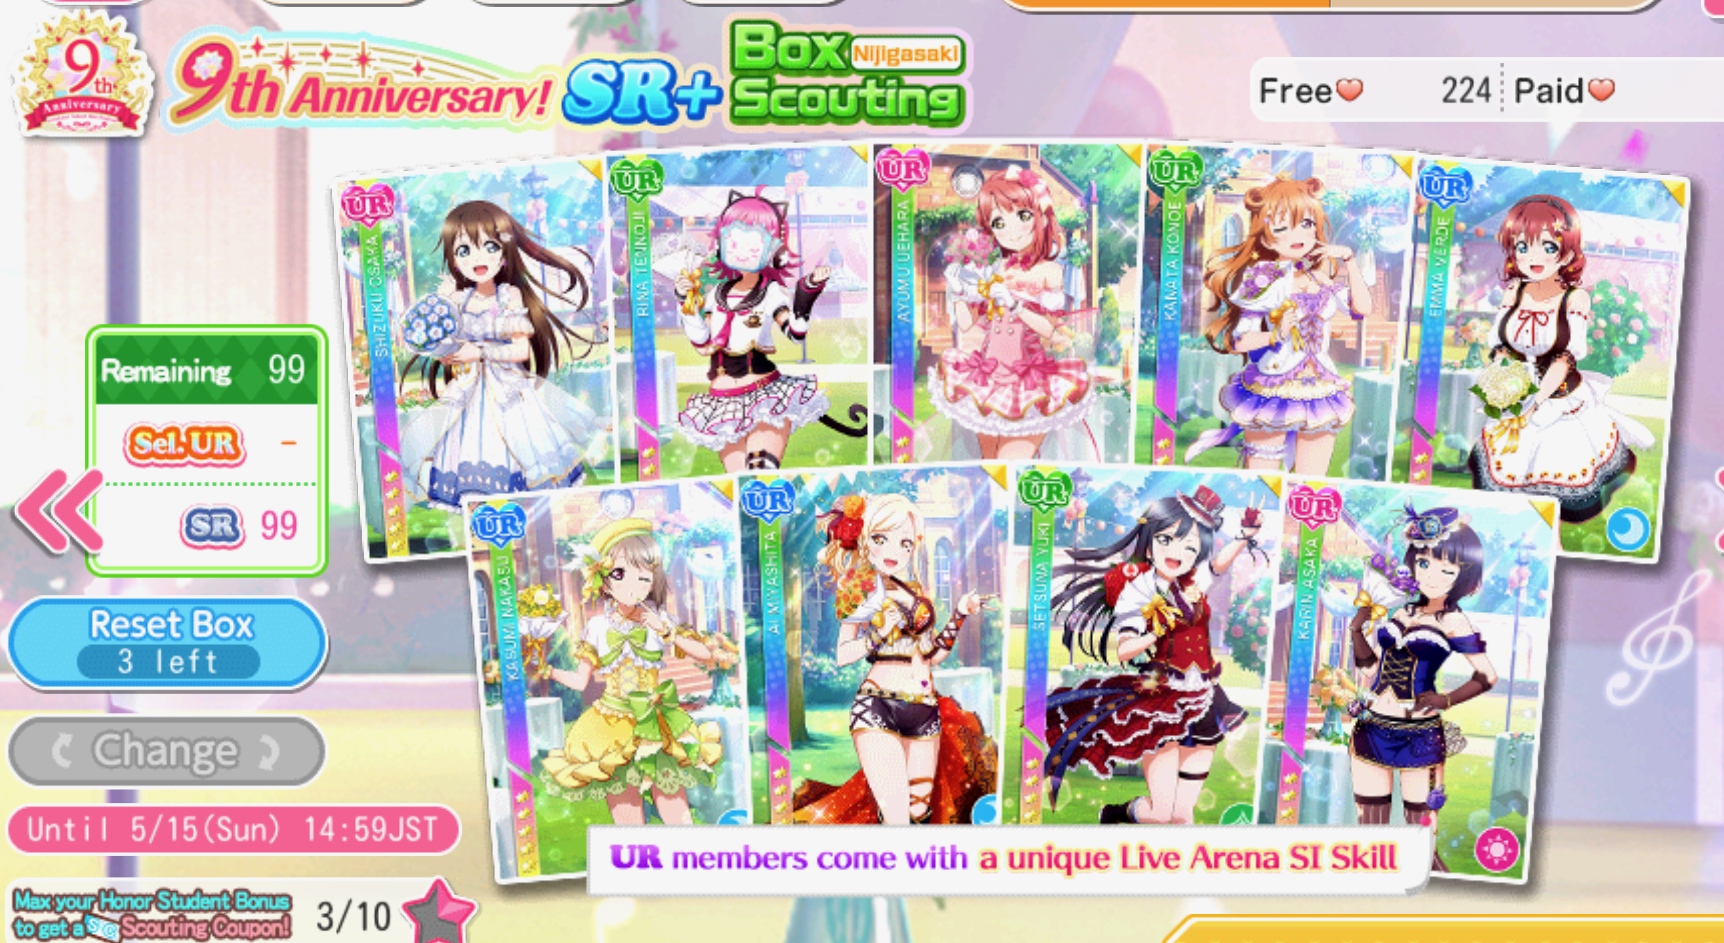 9th
Anniversary
9th Anniversary! SR+ Box Nijigasaki Scouting
Free 224 Paid
UR SHIZUKU OSAKA
UR RINA TENNOJI
UR AYUMU UEHARA
UR KANATA KONOE
UR EMMA VERDE
Remaining 99
Sel.UR -
SR 99
UR KASUMI NAKASU
UR AI MIYASHITA
UR SETSUNA YUKI
UR KARIN ASAKA
Reset Box
3 left
Change
Until 5/15(Sun) 14:59JST
UR members come with a unique Live Arena SI Skill
Max your Honor Student Bonus
to get a Scouting Coupon!
3/10